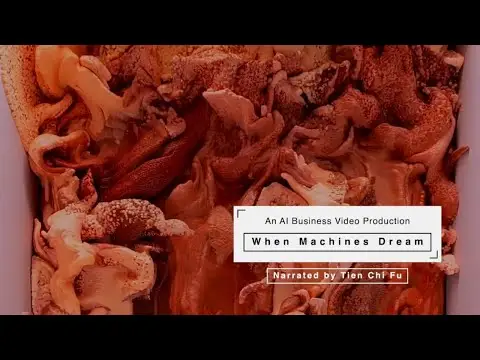 An AI Business Video Production
When Machines Dream
Narrated by Tien Chi Fu